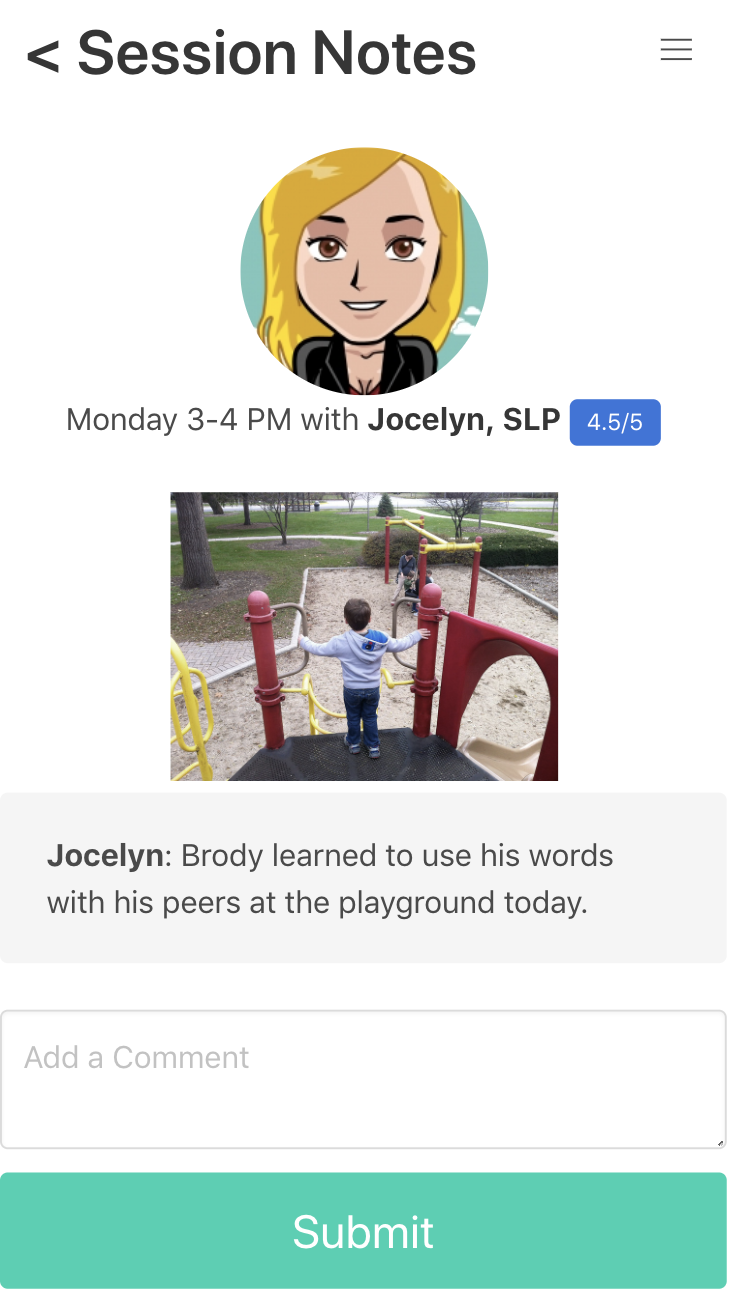 < Session Notes
Monday 3-4 PM with Jocelyn, SLP 4.5/5
Jocelyn: Brody learned to use his words
with his peers at the playground today.
Add a Comment
Submit